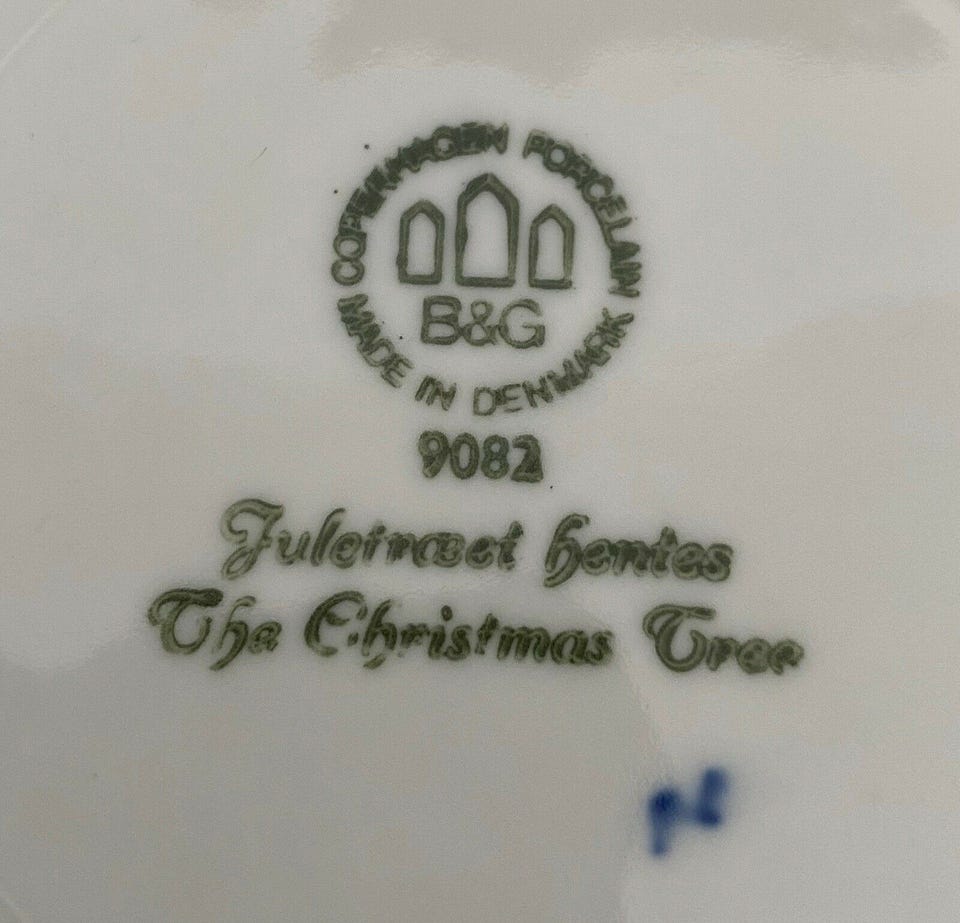 COPENHAGEN PORCELAIN
B&G
MADE IN DENMARK
9082
Juletræet hentes
The Christmas Tree